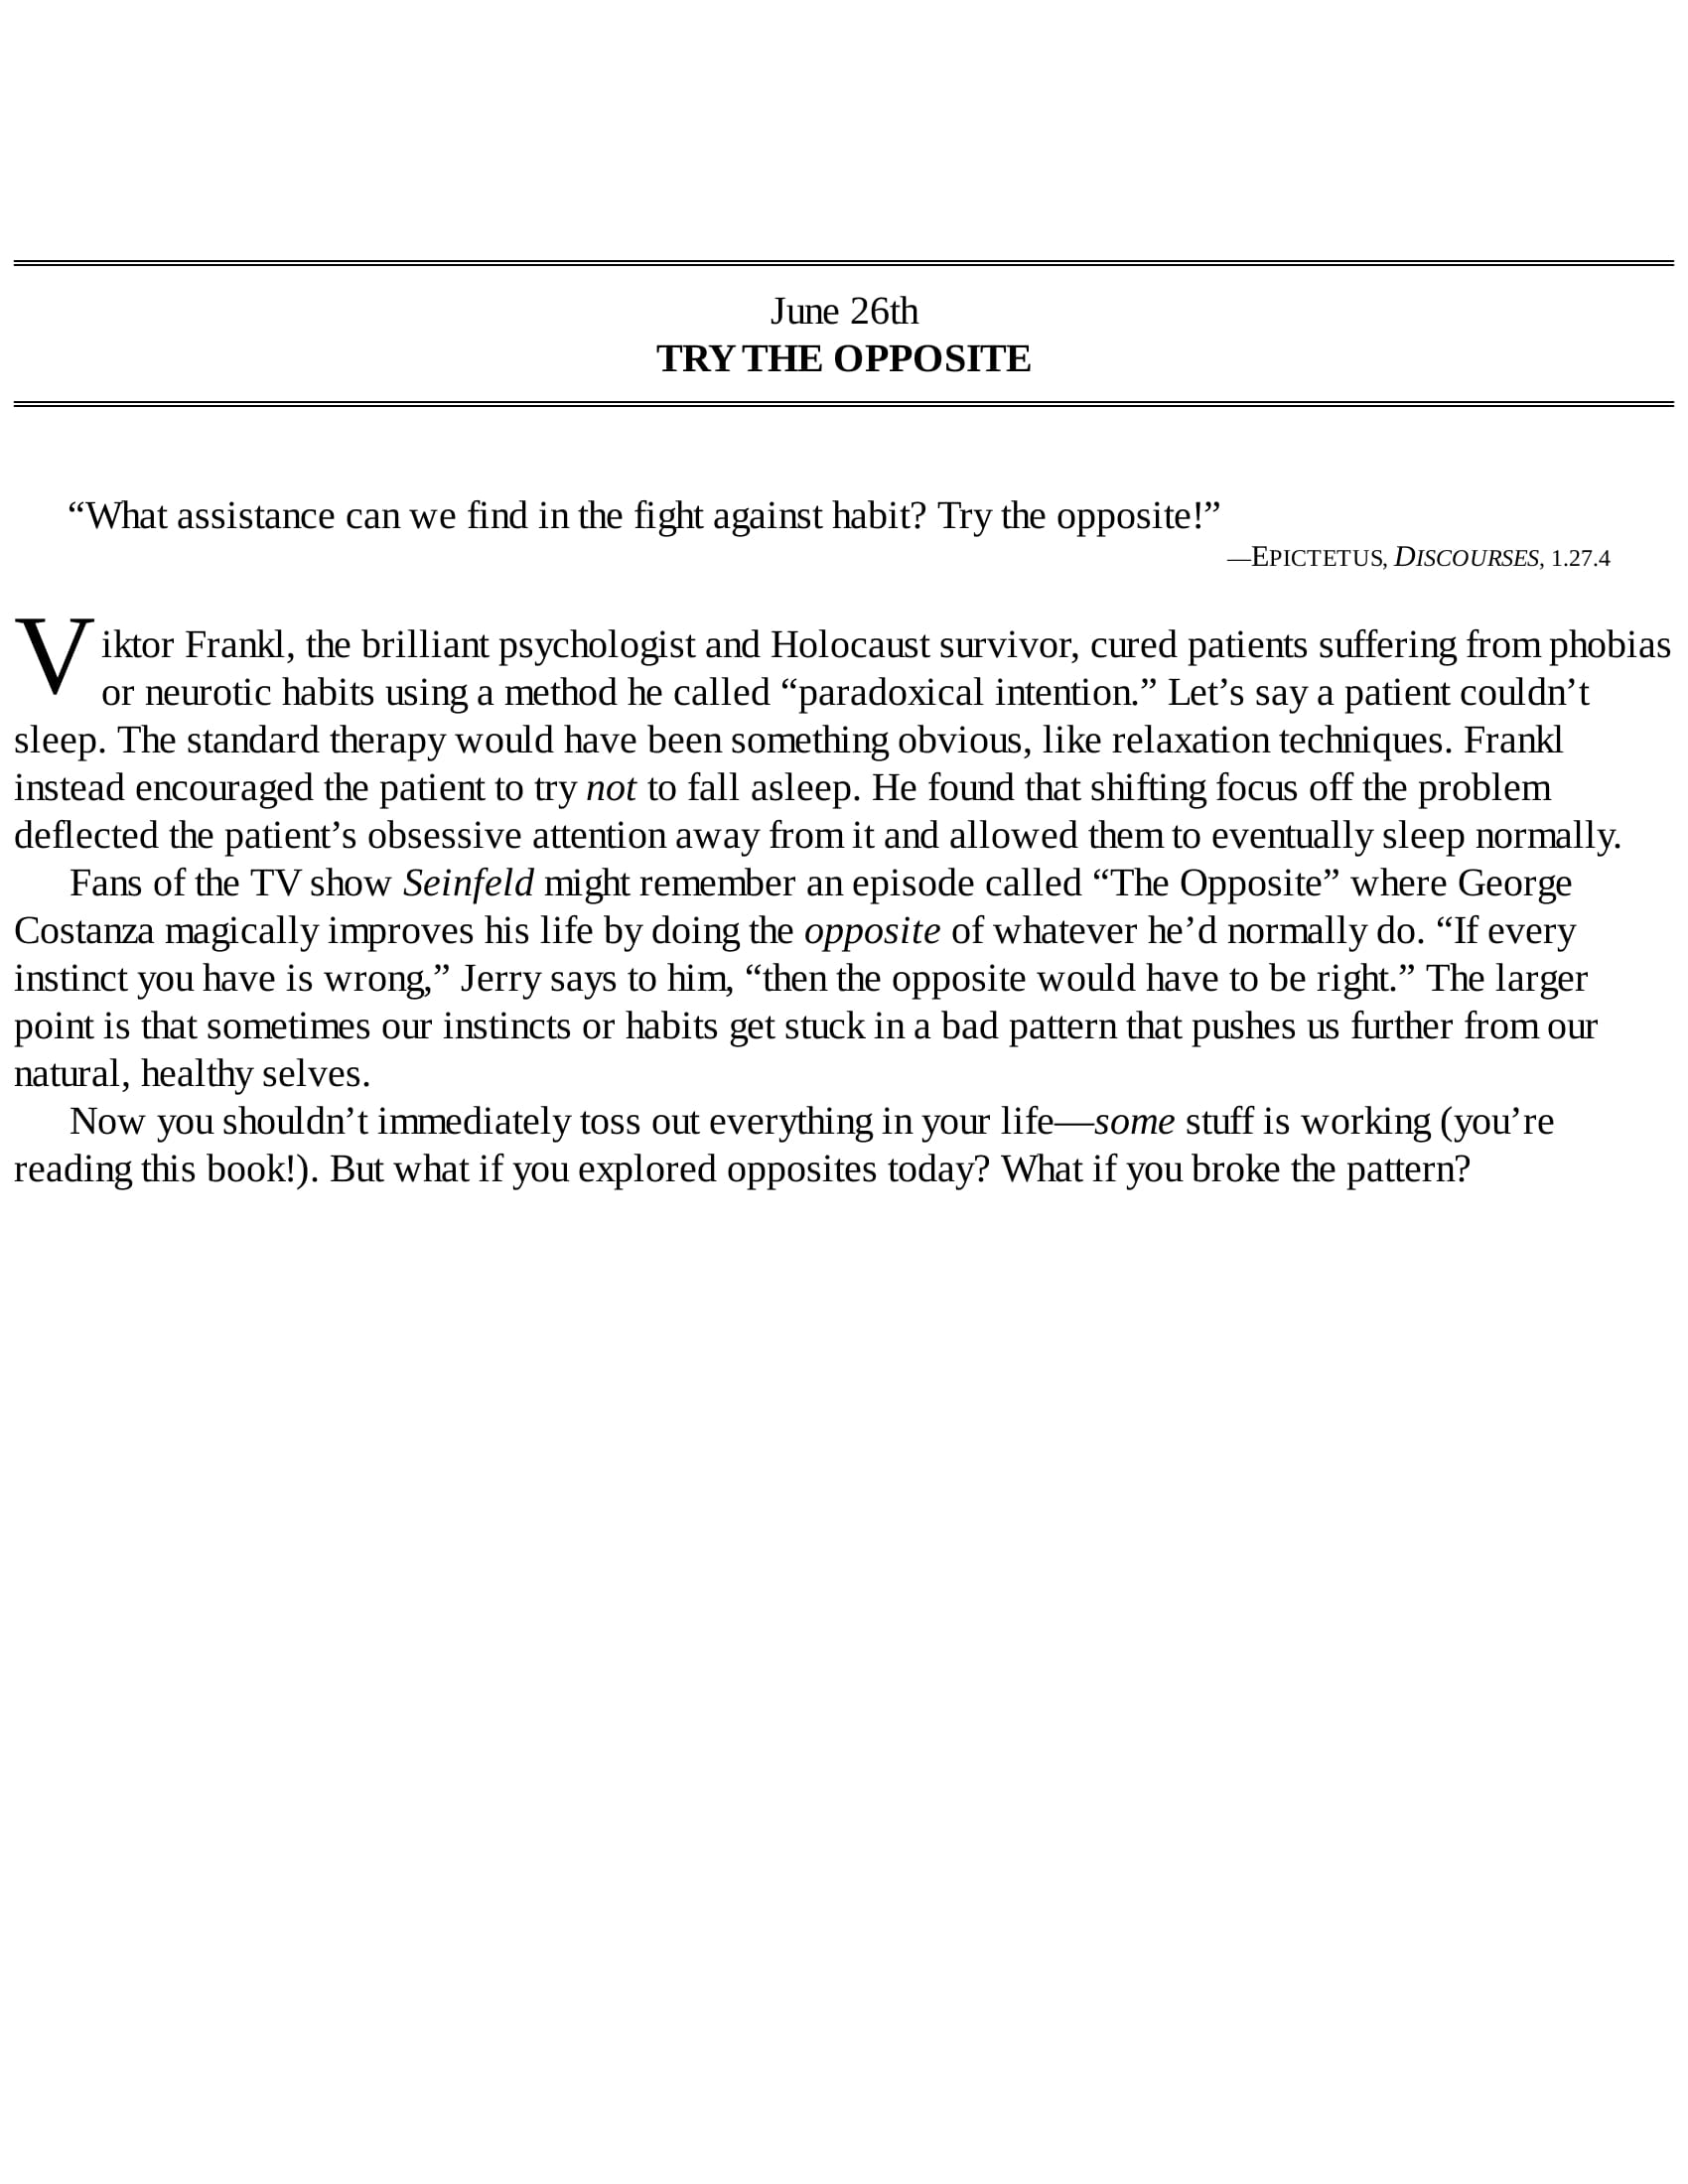 June 26th
TRY THE OPPOSITE
“What assistance can we find in the fight against habit? Try the opposite!”
—EPICTETUS, DISCOURSES, 1.27.4
Viktor Frankl, the brilliant psychologist and Holocaust survivor, cured patients suffering from phobias
or neurotic habits using a method he called “paradoxical intention.” Let’s say a patient couldn’t
sleep. The standard therapy would have been something obvious, like relaxation techniques. Frankl
instead encouraged the patient to try not to fall asleep. He found that shifting focus off the problem
deflected the patient’s obsessive attention away from it and allowed them to eventually sleep normally.
Fans of the TV show Seinfeld might remember an episode called “The Opposite” where George
Costanza magically improves his life by doing the opposite of whatever he’d normally do. “If every
instinct you have is wrong,” Jerry says to him, “then the opposite would have to be right.” The larger
point is that sometimes our instincts or habits get stuck in a bad pattern that pushes us further from our
natural, healthy selves.
Now you shouldn’t immediately toss out everything in your life—some stuff is working (you’re
reading this book!). But what if you explored opposites today? What if you broke the pattern?